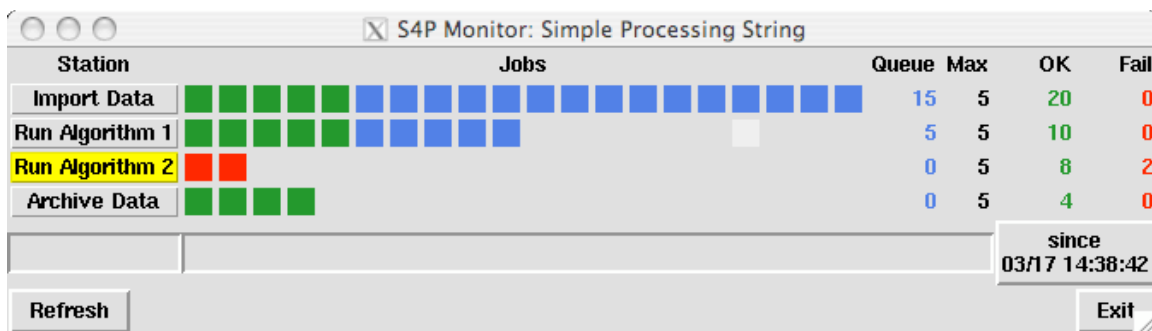 S4P Monitor: Simple Processing String
Station Jobs Queue Max OK Fail
Import Data 15 5 20 0
Run Algorithm 1 5 5 10 0
Run Algorithm 2 0 5 8 2
Archive Data 0 5 4 0
since
03/17 14:38:42
Refresh Exit